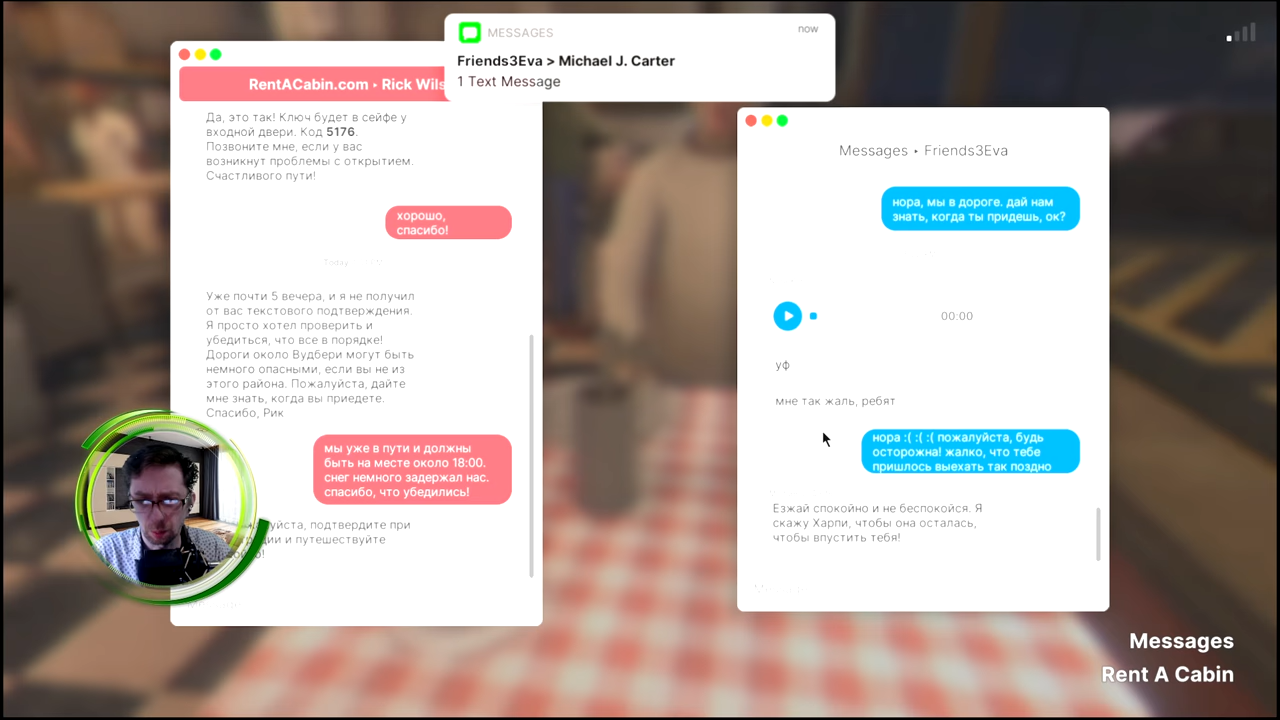 MESSAGES
now
Friends3Eva > Michael J. Carter
1 Text Message
RentACabin.com ‣ Rick Wils
Да, это так! Ключ будет в сейфе у
входной двери. Код 5176.
Позвоните мне, если у вас
возникнут проблемы с открытием.
Счастливого пути!
хорошо,
спасибо!
Today
Уже почти 5 вечера, и я не получил
от вас текстового подтверждения.
Я просто хотел проверить и
убедиться, что все в порядке!
Дороги около Вудбери могут быть
немного опасными, если вы не из
этого района. Пожалуйста, дайте
мне знать, когда вы приедете.
Спасибо, Рик
мы уже в пути и должны
быть на месте около 18:00.
снег немного задержал нас.
спасибо, что убедились!
подтвердите при
и путешествуйте
Messages ‣ Friends3Eva
нора, мы в дороге. дай нам
знать, когда ты придешь, ок?
00:00
уф
мне так жаль, ребят
нора :( :( :( пожалуйста, будь
осторожна! жалко, что тебе
пришлось выехать так поздно
Езжай спокойно и не беспокойся. Я
скажу Харпи, чтобы она осталась,
чтобы впустить тебя!
Messages
Rent A Cabin